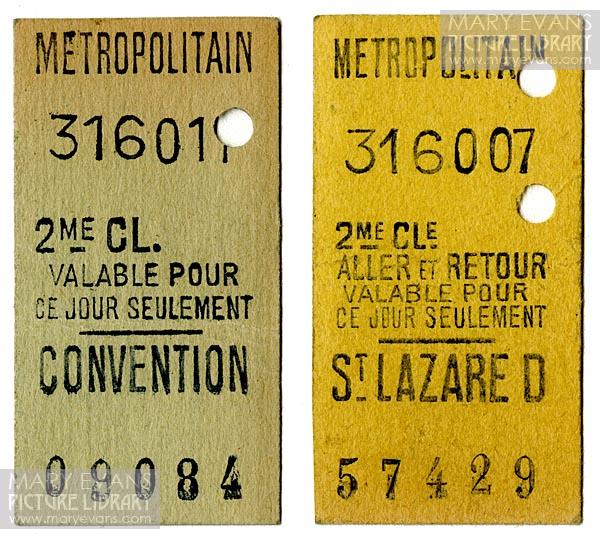 METROPOLITAIN
316011
2ME CL.
VALABLE POUR
CE JOUR SEULEMENT
CONVENTION
09084
METROPOLITAIN
316007
2ME CLE
ALLER ET RETOUR
VALABLE POUR
CE JOUR SEULEMENT
ST LAZARE D
57429
MARY EVANS
PICTURE LIBRARY
www.maryevans.com
MARY EVANS
PICTURE LIBRARY
www.maryevans.com